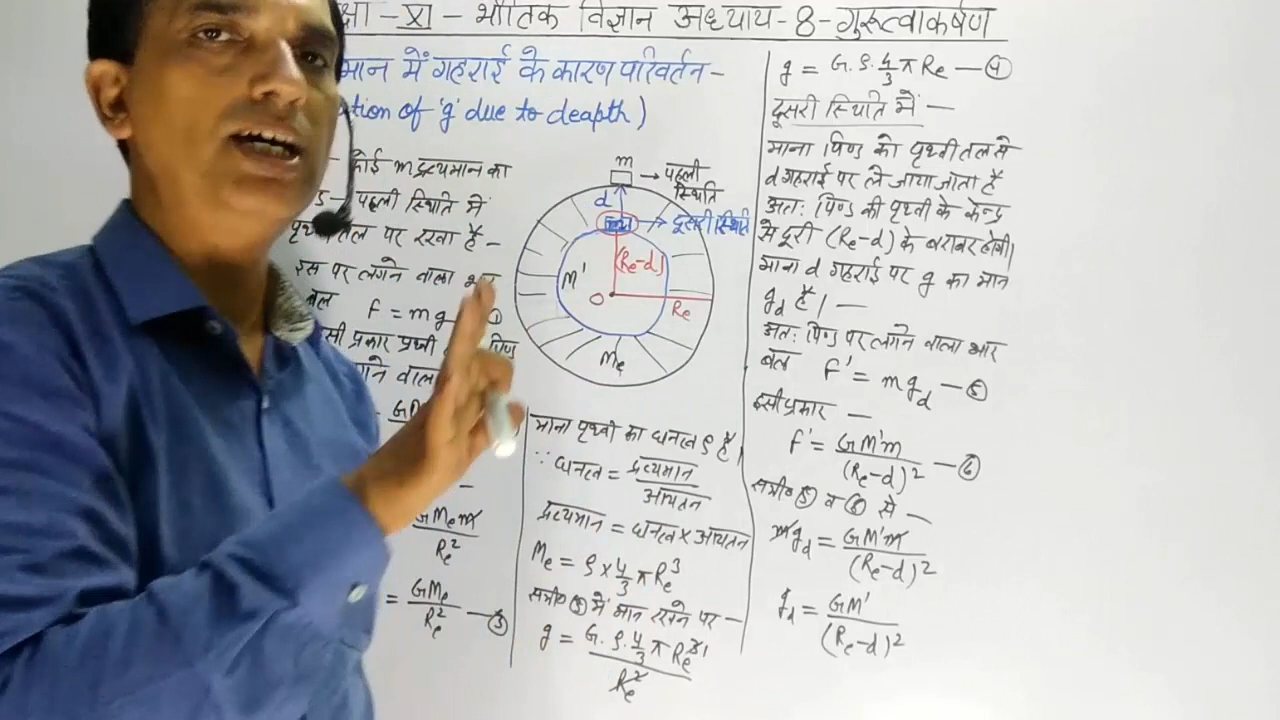 क्षा - XI - भौतिक विज्ञान अध्याय - 8 - गुरूत्वाकर्षण
मान में गहराई के कारण परिवर्तन -
tion of 'g' due to deapth)
कोई m द्रव्यमान का
पहली स्थिति में
पृथ्वीतल पर रखा है -
इस पर लगने वाला
बल f = mg
सी प्रकार पृथ्वी
GMem
Re²
= GMe
Re² - ③
m → पहली
स्थिति
d
→ दूसरी स्थिति
(Re-d)
M'
O
Re
Me
माना पृथ्वी का घनत्व ρ है।
∵ घनत्व = द्रव्यमान
आयतन
द्रव्यमान = घनत्व x आयतन
Me = ρ x 4/3 π Re³
समी० ③ में मान रखने पर -
g = G. ρ. 4/3 π Re³
Re²
g = G. ρ. 4/3 π Re - ④
दूसरी स्थिति में -
माना पिण्ड को पृथ्वीतल से
d गहराई पर ले जाया जाता है
अतः पिण्ड की पृथ्वी के केन्द्र
से दूरी (Re-d) के बराबर होगी।
माना d गहराई पर g का मान
gd है। -
अतः पिण्ड पर लगने वाला भार
बल F' = mgd - ⑤
इसी प्रकार -
F' = GM'm
(Re-d)² - ⑥
समी० ⑤ व ⑥ से -
mgd = GM'm
(Re-d)²
gd = GM'
(Re-d)²